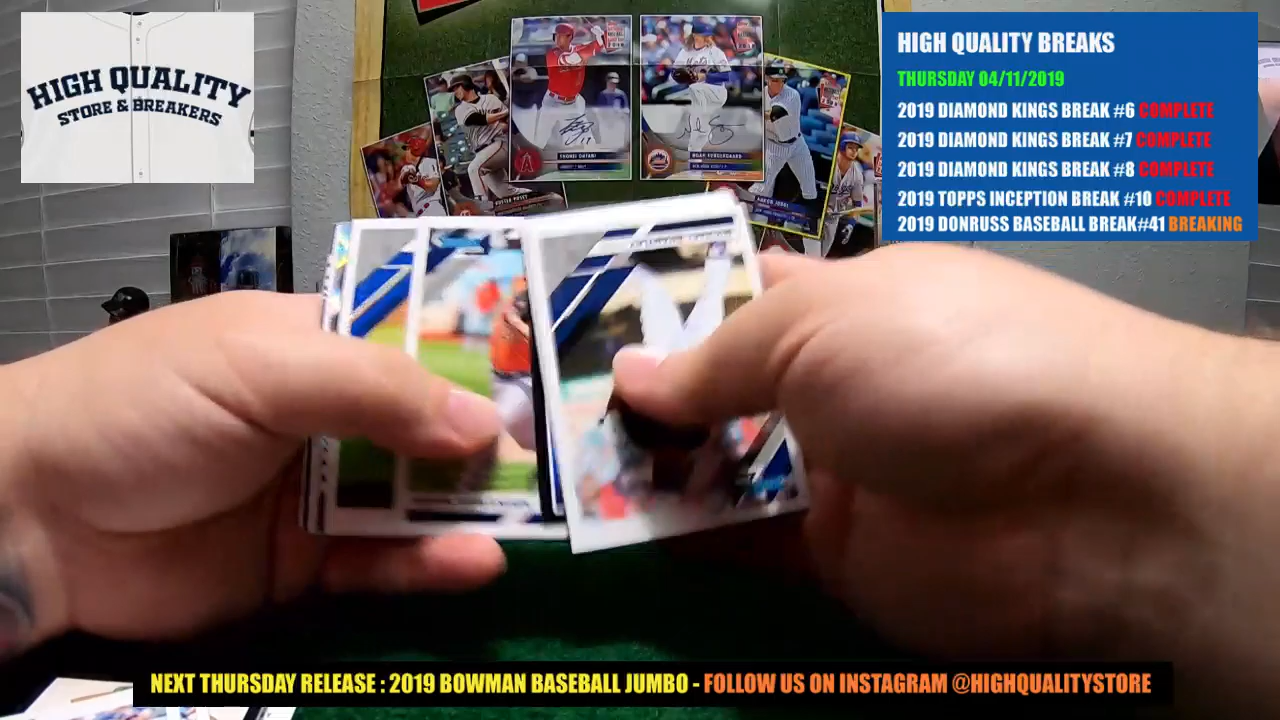 HIGH QUALITY
STORE & BREAKERS
HIGH QUALITY BREAKS
THURSDAY 04/11/2019
2019 DIAMOND KINGS BREAK #6 COMPLETE
2019 DIAMOND KINGS BREAK #7 COMPLETE
2019 DIAMOND KINGS BREAK #8 COMPLETE
2019 TOPPS INCEPTION BREAK #10 COMPLETE
2019 DONRUSS BASEBALL BREAK#41 BREAKING
NEXT THURSDAY RELEASE : 2019 BOWMAN BASEBALL JUMBO - FOLLOW US ON INSTAGRAM @HIGHQUALITYSTORE